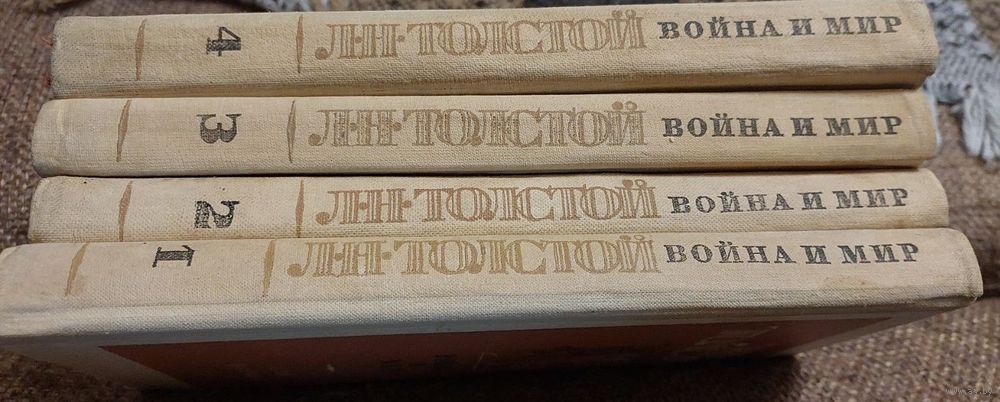 4 Л·Н·ТОЛСТОЙ ВОЙНА И МИР
3 Л·Н·ТОЛСТОЙ ВОЙНА И МИР
2 Л·Н·ТОЛСТОЙ ВОЙНА И МИР
1 Л·Н·ТОЛСТОЙ ВОЙНА И МИР